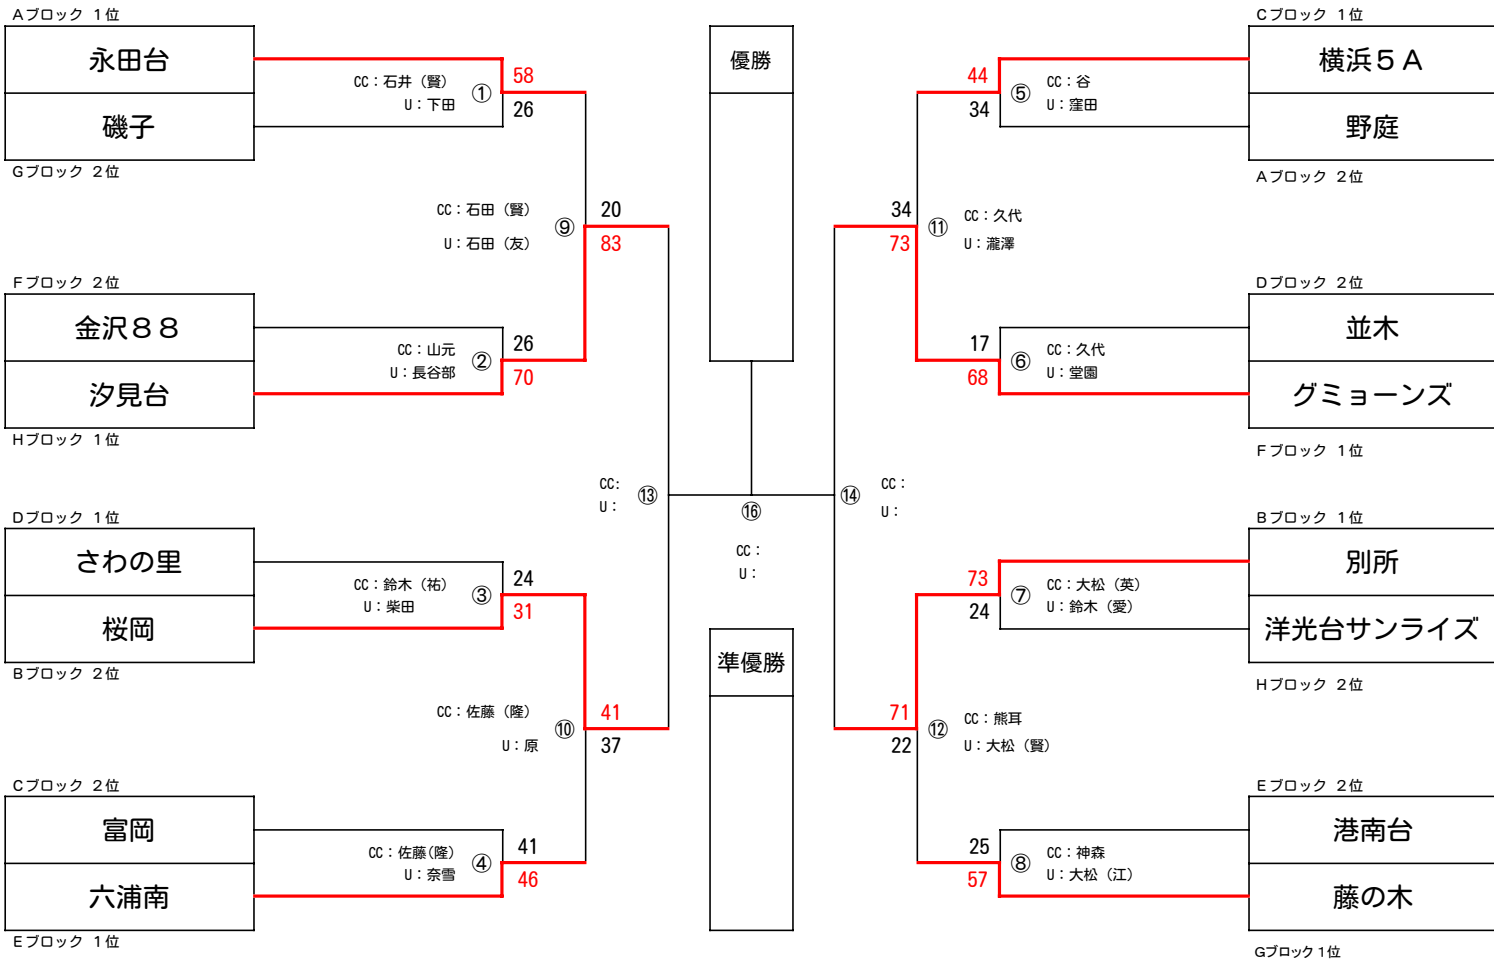 Aブロック 1位
永田台
磯子
Gブロック 2位
CC：石井（賢）
U：下田
①
58
26
CC：石田（賢）
U：石田（友）
⑨
20
83
Fブロック 2位
金沢８８
汐見台
Hブロック 1位
CC：山元
U：長谷部
②
26
70
CC:
U：
⑬
Dブロック 1位
さわの里
桜岡
Bブロック 2位
CC：鈴木（祐）
U：柴田
③
24
31
CC：佐藤（隆）
U：原
⑩
41
37
Cブロック 2位
富岡
六浦南
Eブロック 1位
CC：佐藤(隆)
U：奈雪
④
41
46
優勝
⑯
CC：
U：
準優勝
Cブロック 1位
横浜５Ａ
野庭
Aブロック 2位
44
34
⑤
CC：谷
U：窪田
34
73
⑪
CC：久代
U：瀧澤
Dブロック 2位
並木
グミョーンズ
Fブロック 1位
17
68
⑥
CC：久代
U：堂園
⑭
CC：
U：
Bブロック 1位
別所
洋光台サンライズ
Hブロック 2位
73
24
⑦
CC：大松（英）
U：鈴木（愛）
71
22
⑫
CC：熊耳
U：大松（賢）
Eブロック 2位
港南台
藤の木
Gブロック1位
25
57
⑧
CC：神森
U：大松（江）